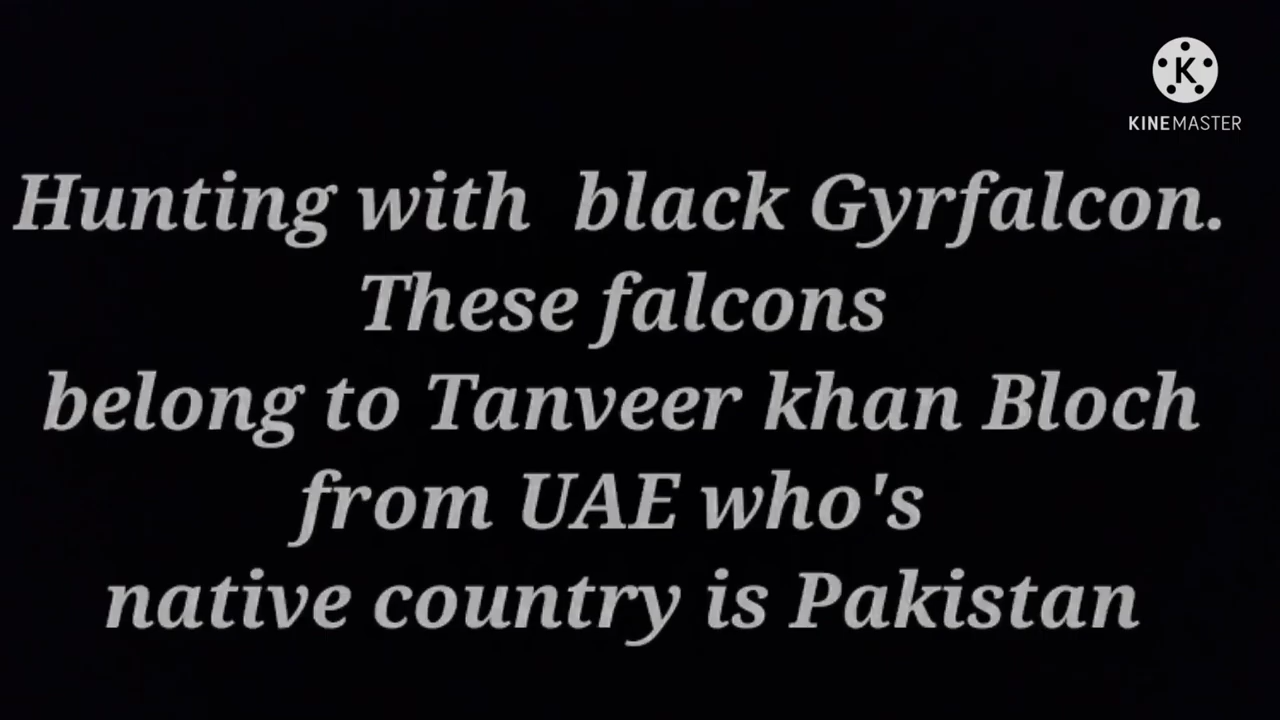 KINEMASTER
Hunting with  black Gyrfalcon.
These falcons
belong to Tanveer khan Bloch
from UAE who's
native country is Pakistan